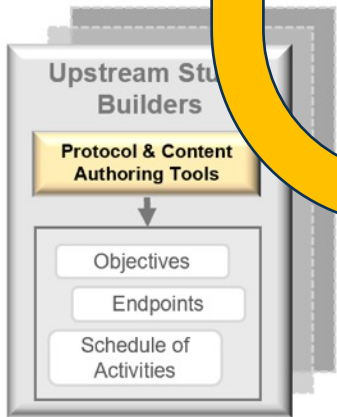 Upstream Stu
Builders
Protocol & Content
Authoring Tools
Objectives
Endpoints
Schedule of
Activities